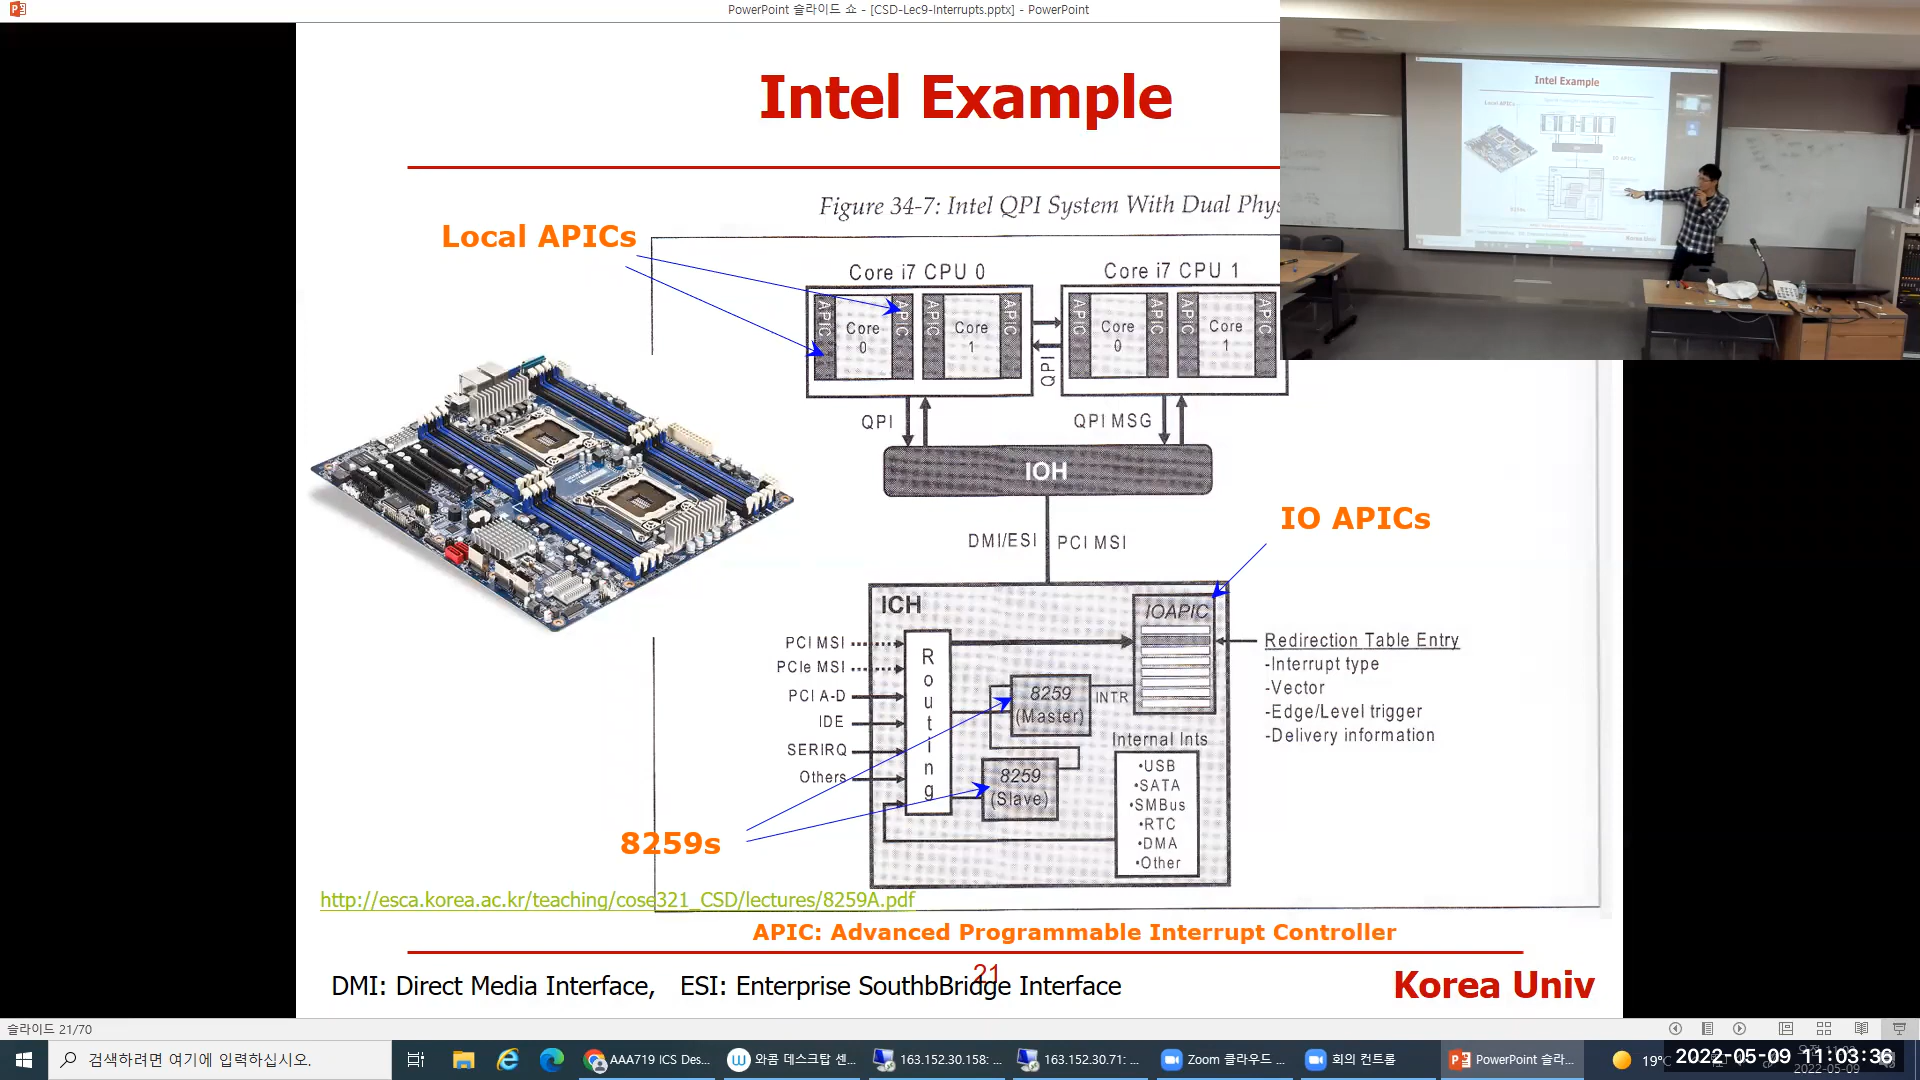 PowerPoint 슬라이드 쇼 - [CSD-Lec9-Interrupts.pptx] - PowerPoint
Intel Example
Figure 34-7: Intel QPI System With Dual Phys
Local APICs
Core i7 CPU 0
Core i7 CPU 1
APIC
Core 0
APIC
APIC
Core 1
APIC
APIC
Core 0
APIC
APIC
Core 1
APIC
QPI
QPI
QPI MSG
IOH
DMI/ESI
PCI MSI
IO APICs
ICH
IOAPIC
PCI MSI
PCIe MSI
PCI A-D
IDE
SERIRQ
Others
Routing
8259
(Master)
INTR
8259
(Slave)
Internal Ints
•USB
•SATA
•SMBus
•RTC
•DMA
•Other
Redirection Table Entry
-Interrupt type
-Vector
-Edge/Level trigger
-Delivery information
8259s
http://esca.korea.ac.kr/teaching/cose321_CSD/lectures/8259A.pdf
APIC: Advanced Programmable Interrupt Controller
21
DMI: Direct Media Interface, ESI: Enterprise SouthbBridge Interface
Korea Univ
Intel Example
Local APICs
IO APICs
8259s
Korea Univ
슬라이드 21/70
검색하려면 여기에 입력하십시오.
AAA719 ICS Des...
와콤 데스크탑 센...
163.152.30.158: ...
163.152.30.71: ...
Zoom 클라우드 ...
회의 컨트롤
PowerPoint 슬라...
19°
2022-05-09 11:03:36
2022-05-09